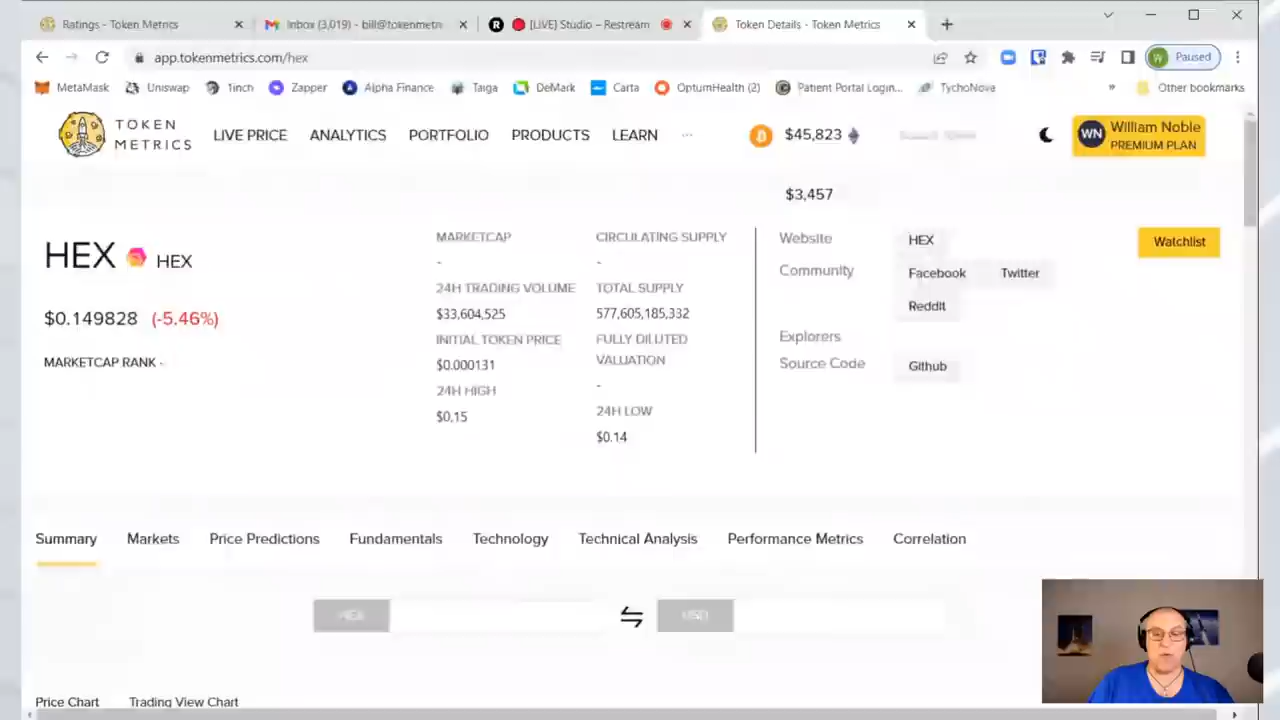 Ratings - Token Metrics
Inbox (3,019) - bill@tokenmetri
[LIVE] Studio – Restream
Token Details - Token Metrics
app.tokenmetrics.com/hex
W Paused
MetaMask Uniswap 1inch Zapper Alpha Finance Taiga DeMark Carta OptumHealth (2) Patient Portal Login... TychoNova » Other bookmarks
TOKEN METRICS
LIVE PRICE ANALYTICS PORTFOLIO PRODUCTS LEARN ...
$45,823
WN William Noble
PREMIUM PLAN
$3,457
HEX HEX
$0.149828 (-5.46%)
MARKETCAP RANK -
MARKETCAP
-
24H TRADING VOLUME
$33,604,525
INITIAL TOKEN PRICE
$0.000131
24H HIGH
$0.15
CIRCULATING SUPPLY
-
TOTAL SUPPLY
577,605,185,332
FULLY DILUTED
VALUATION
-
24H LOW
$0.14
Website HEX
Community Facebook Twitter
Reddit
Explorers
Source Code Github
Watchlist
Summary Markets Price Predictions Fundamentals Technology Technical Analysis Performance Metrics Correlation
HEX USD
Price Chart Trading View Chart